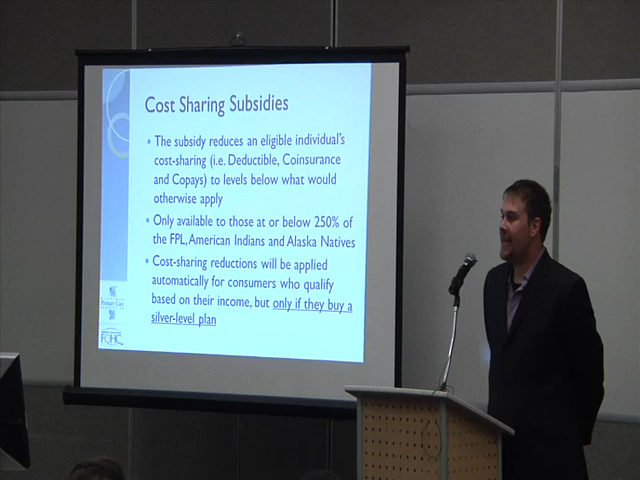 Cost Sharing Subsidies
• The subsidy reduces an eligible individual's
cost-sharing (i.e. Deductible, Coinsurance
and Copays) to levels below what would
otherwise apply
• Only available to those at or below 250% of
the FPL, American Indians and Alaska Natives
• Cost-sharing reductions will be applied
automatically for consumers who qualify
based on their income, but only if they buy a
silver-level plan
Primary Care
FQHC